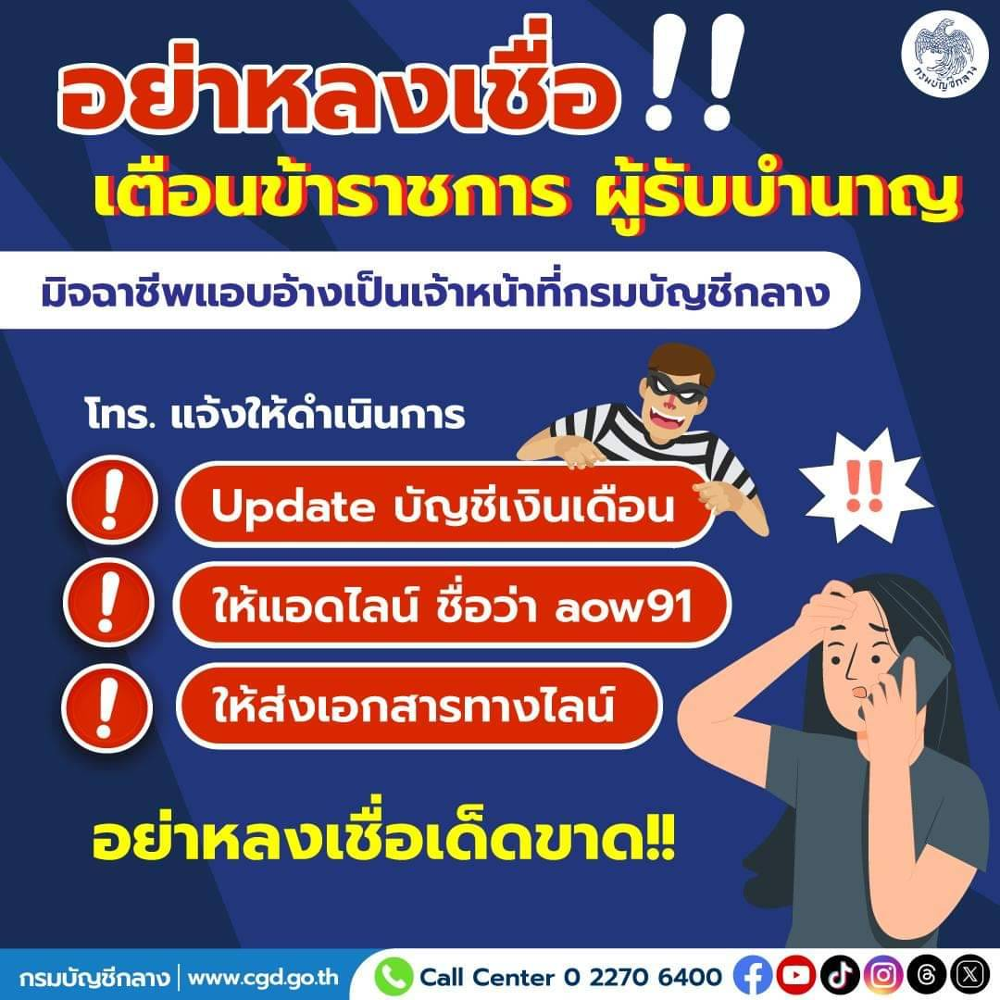 อย่าหลงเชื่อ !!
กรมบัญชีกลาง
เตือนข้าราชการ ผู้รับบำนาญ
มิจฉาชีพแอบอ้างเป็นเจ้าหน้าที่กรมบัญชีกลาง
โทร. แจ้งให้ดำเนินการ
! Update บัญชีเงินเดือน
!!
! ให้แอดไลน์ ชื่อว่า aow91
! ให้ส่งเอกสารทางไลน์
อย่าหลงเชื่อเด็ดขาด!!
กรมบัญชีกลาง | www.cgd.go.th Call Center 0 2270 6400